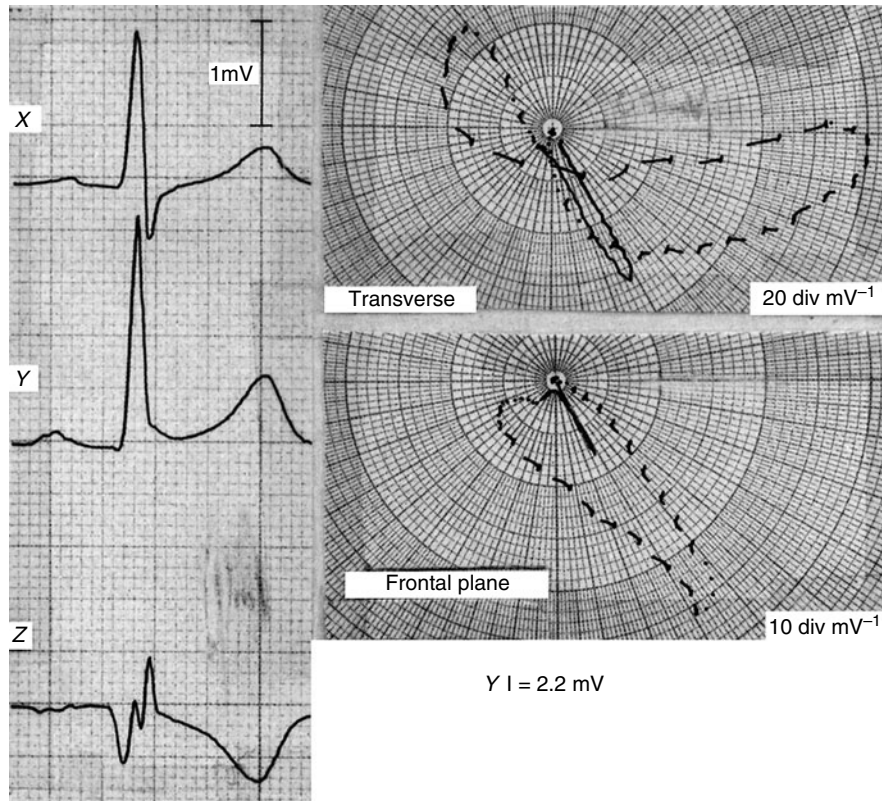 1mV
X
Y
Z
Transverse
20 div mV⁻¹
Frontal plane
10 div mV⁻¹
Y I = 2.2 mV